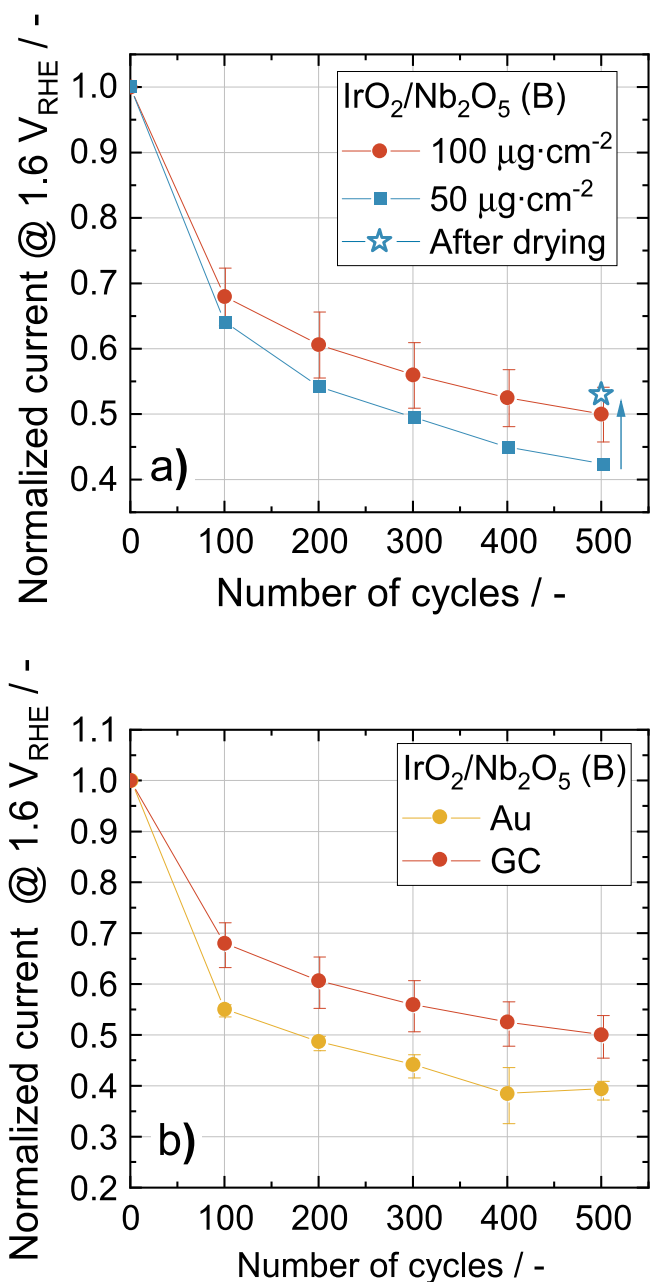 Normalized current @ 1.6 V_RHE / -
1.0
0.9
0.8
0.7
0.6
0.5
0.4
IrO₂/Nb₂O₅ (B)
100 μg·cm⁻²
50 μg·cm⁻²
After drying
a)
0 100 200 300 400 500
Number of cycles / -
Normalized current @ 1.6 V_RHE / -
1.1
1.0
0.9
0.8
0.7
0.6
0.5
0.4
0.3
0.2
IrO₂/Nb₂O₅ (B)
Au
GC
b)
0 100 200 300 400 500
Number of cycles / -